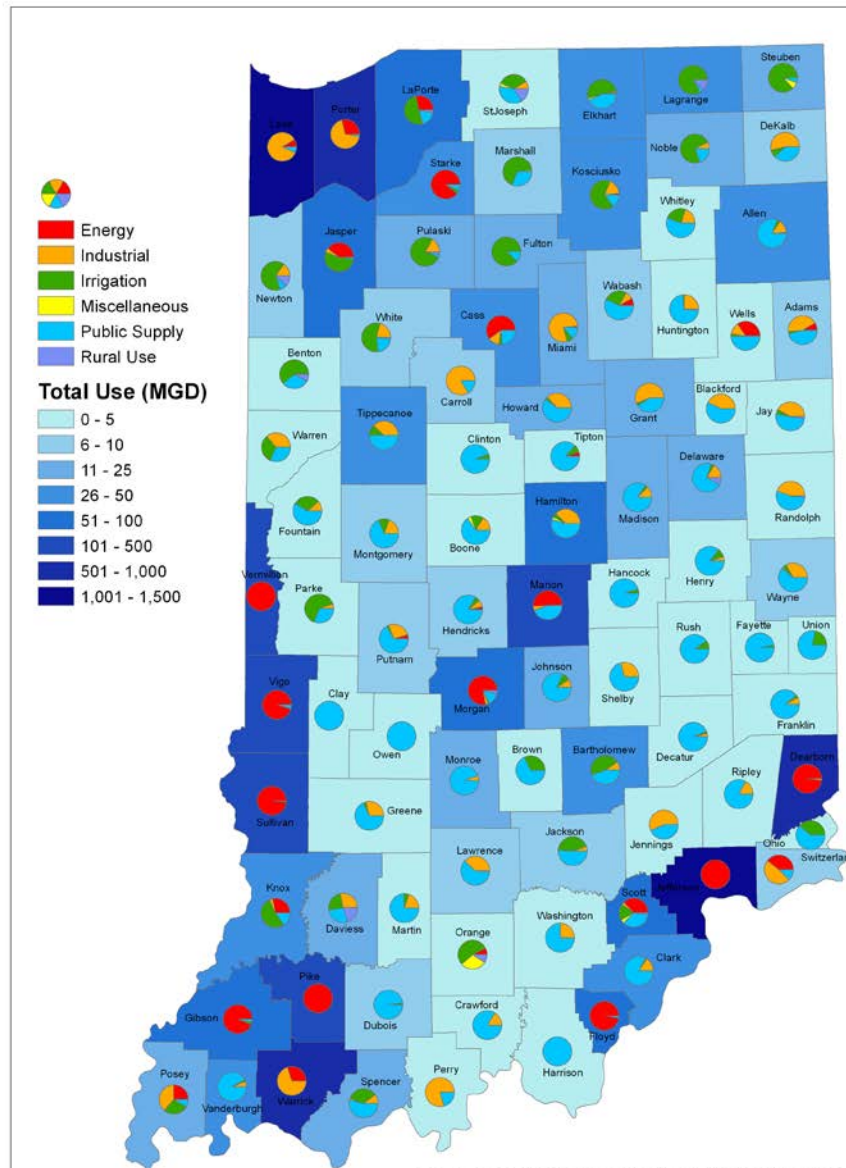 Steuben
LaPorte
StJoseph
Elkhart
Lagrange
Lake
Porter
Noble
DeKalb
Marshall
Starke
Kosciusko
Whitley
Allen
Energy
Industrial
Irrigation
Miscellaneous
Public Supply
Rural Use
Total Use (MGD)
0 - 5
6 - 10
11 - 25
26 - 50
51 - 100
101 - 500
501 - 1,000
1,001 - 1,500
Jasper
Pulaski
Fulton
Newton
Wabash
Huntington
Wells
Adams
White
Cass
Miami
Benton
Carroll
Howard
Grant
Blackford
Jay
Warren
Tippecanoe
Clinton
Tipton
Delaware
Fountain
Hamilton
Madison
Randolph
Montgomery
Boone
Henry
Hancock
Wayne
Vermillion
Parke
Hendricks
Marion
Rush
Fayette
Union
Putnam
Johnson
Shelby
Vigo
Clay
Morgan
Franklin
Owen
Decatur
Monroe
Brown
Bartholomew
Dearborn
Ripley
Sullivan
Greene
Jennings
Ohio
Switzerland
Lawrence
Jackson
Jefferson
Knox
Daviess
Martin
Scott
Orange
Washington
Clark
Pike
Gibson
Dubois
Crawford
Floyd
Harrison
Posey
Vanderburgh
Warrick
Spencer
Perry